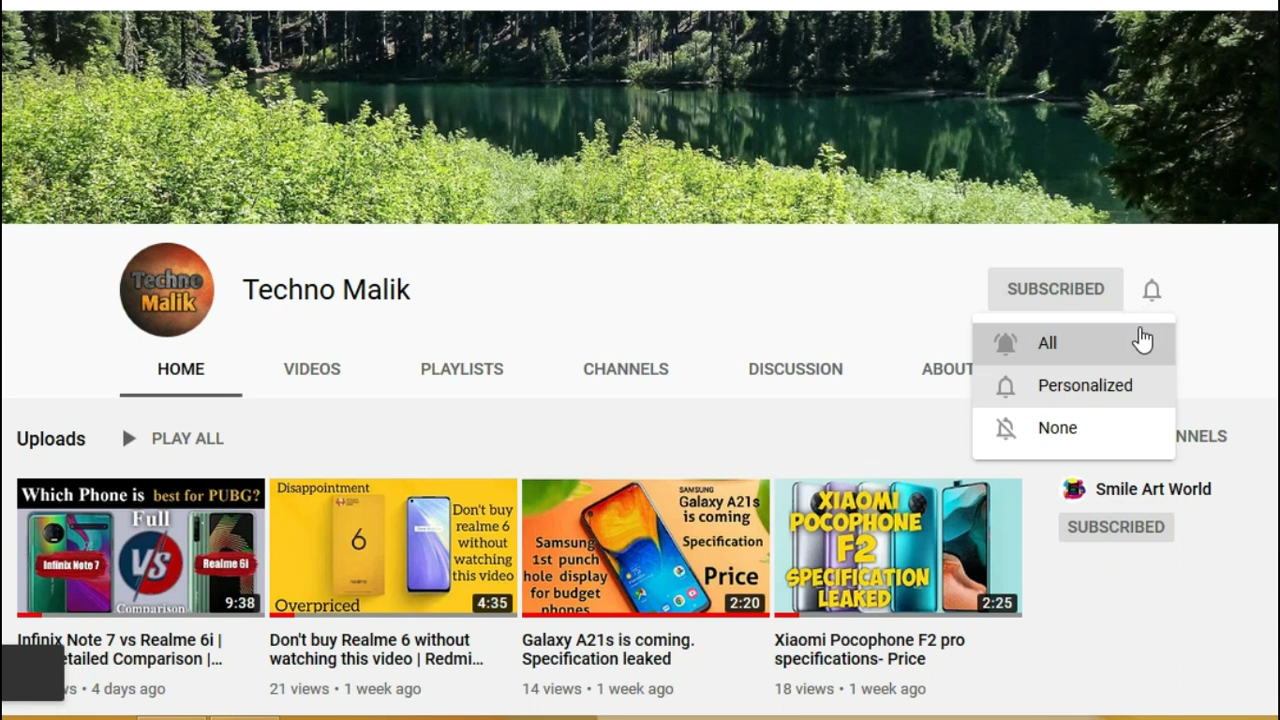 Techno
Malik
Techno Malik
SUBSCRIBED
All
Personalized
None
HOME
VIDEOS
PLAYLISTS
CHANNELS
DISCUSSION
ABOUT
Uploads
PLAY ALL
NNELS
Which Phone is best for PUBG?
Full
Infinix Note 7
VS
Realme 6i
Comparison
9:38
Disappointment
6
realme
Don't buy
realme 6
without
watching
this video
Overpriced
4:35
SAMSUNG
Galaxy A21s
is coming
Specification
Samsung
1st punch
hole display
for budget
phones
Price
2:20
XIAOMI
POCOPHONE
F2
SPECIFICATION
LEAKED
2:25
Smile Art World
SUBSCRIBED
Infinix Note 7 vs Realme 6i |
etailed Comparison |...
ws • 4 days ago
Don't buy Realme 6 without
watching this video | Redmi...
21 views • 1 week ago
Galaxy A21s is coming.
Specification leaked
14 views • 1 week ago
Xiaomi Pocophone F2 pro
specifications- Price
18 views • 1 week ago